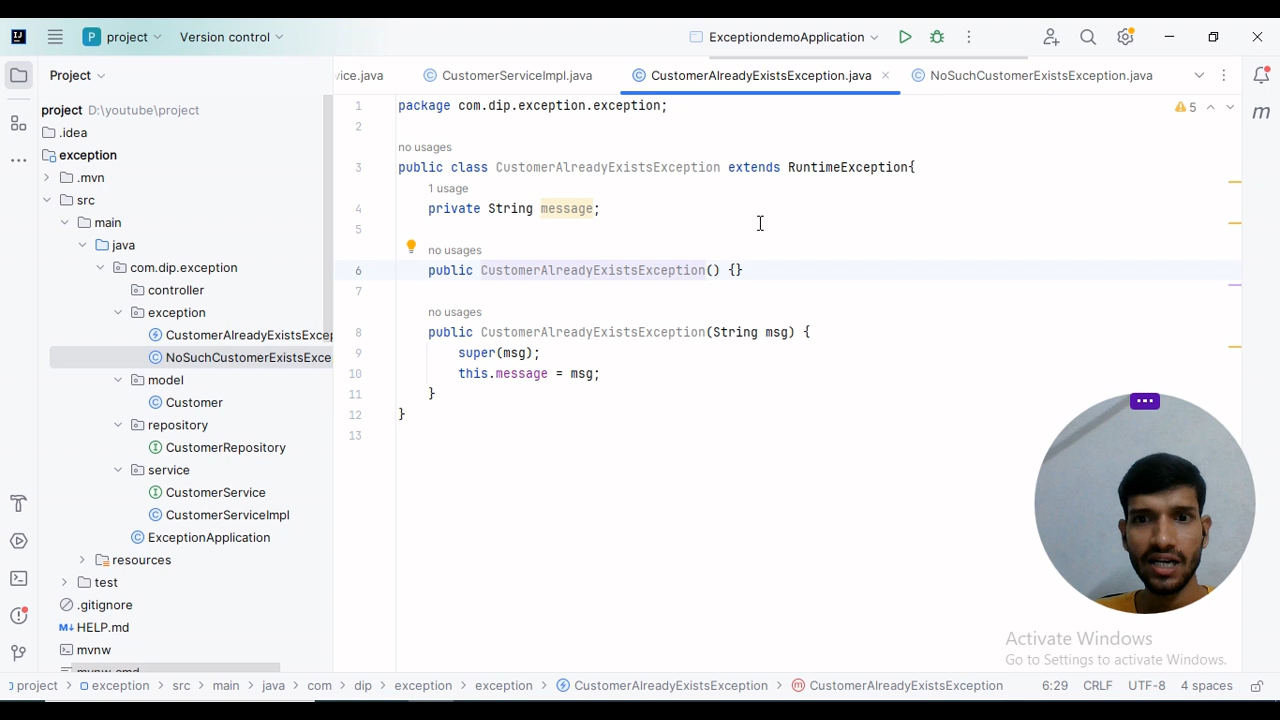 P project Version control ExceptiondemoApplication
Project
vice.java CustomerServiceImpl.java CustomerAlreadyExistsException.java NoSuchCustomerExistsException.java
project D:\youtube\project
.idea
exception
.mvn
src
main
java
com.dip.exception
controller
exception
CustomerAlreadyExistsExcep
NoSuchCustomerExistsExce
model
Customer
repository
CustomerRepository
service
CustomerService
CustomerServiceImpl
ExceptionApplication
resources
test
.gitignore
HELP.md
mvnw
mvnw.cmd
1 package com.dip.exception.exception;
5
2
no usages
3 public class CustomerAlreadyExistsException extends RuntimeException{
1 usage
4 private String message;
5
no usages
6 public CustomerAlreadyExistsException() {}
7
no usages
8 public CustomerAlreadyExistsException(String msg) {
9 super(msg);
10 this.message = msg;
11 }
12 }
13
m
Activate Windows
Go to Settings to activate Windows.
project > exception > src > main > java > com > dip > exception > exception > CustomerAlreadyExistsException > CustomerAlreadyExistsException 6:29 CRLF UTF-8 4 spaces